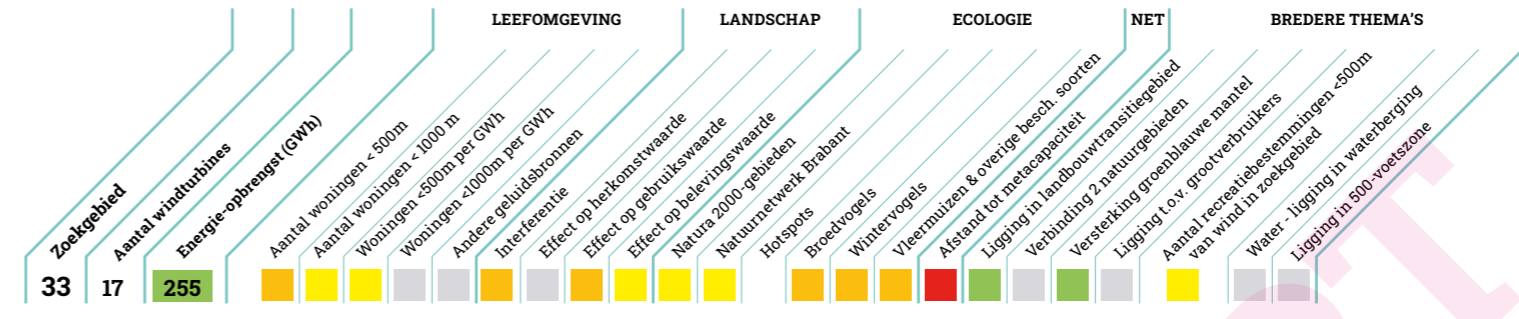 LEEFOMGEVING
LANDSCHAP
ECOLOGIE
NET
BREDERE THEMA'S
Zoekgebied
Aantal windturbines
Energie-opbrengst (GWh)
Aantal woningen < 500m
Aantal woningen < 1000 m
Woningen <500m per GWh
Woningen <1000m per GWh
Andere geluidsbronnen
Interferentie
Effect op herkomstwaarde
Effect op gebruikswaarde
Effect op belevingswaarde
Natura 2000-gebieden
Natuurnetwerk Brabant
Hotspots
Broedvogels
Wintervogels
Vleermuizen & overige besch. soorten
Afstand tot netacapaciteit
Ligging in landbouwtransitiegebied
Verbinding 2 natuurgebieden
Versterking groenblauwe mantel
Ligging t.o.v. grootverbruikers
Aantal recreatiebestemmingen <500m
van wind in zoekgebied
Water - ligging in waterberging
Ligging in 500-voetszone
33
17
255